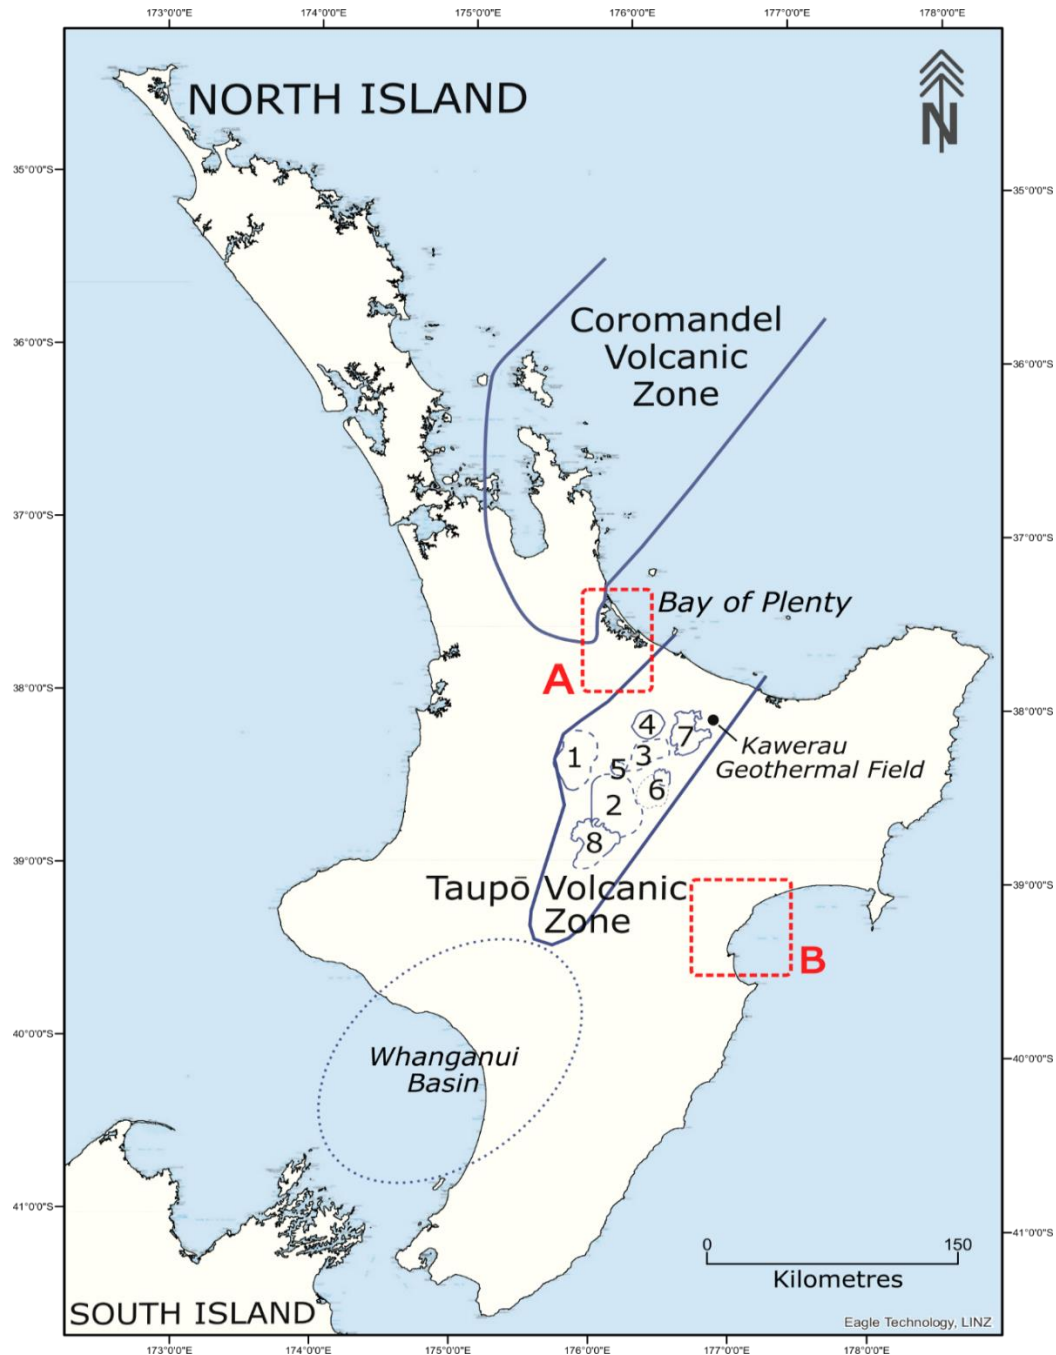 173°0'0"E 174°0'0"E 175°0'0"E 176°0'0"E 177°0'0"E 178°0'0"E
NORTH ISLAND
N
35°0'0"S
35°0'0"S
Coromandel
Volcanic
Zone
36°0'0"S
36°0'0"S
37°0'0"S
37°0'0"S
Bay of Plenty
A
38°0'0"S
38°0'0"S
4
7
Kawerau
Geothermal Field
1
3
5
6
2
8
39°0'0"S
39°0'0"S
Taupō Volcanic
Zone
B
40°0'0"S
40°0'0"S
Whanganui
Basin
41°0'0"S
41°0'0"S
0 150
Kilometres
SOUTH ISLAND
Eagle Technology, LINZ
173°0'0"E 174°0'0"E 175°0'0"E 176°0'0"E 177°0'0"E 178°0'0"E